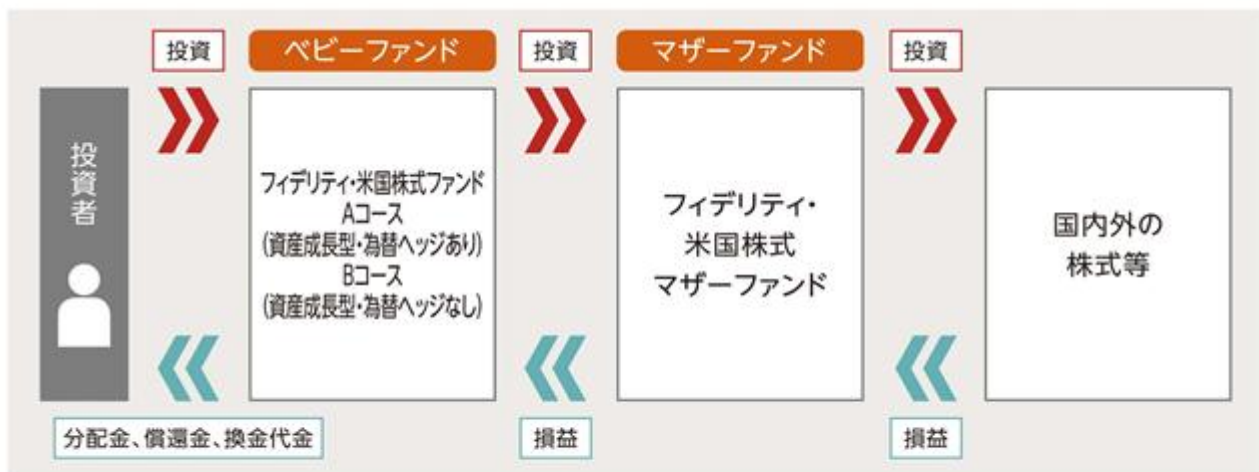 投資
ベビーファンド
投資
マザーファンド
投資
投資者
フィデリティ・米国株式ファンド
Aコース
(資産成長型・為替ヘッジあり)
Bコース
(資産成長型・為替ヘッジなし)
フィデリティ・
米国株式
マザーファンド
国内外の
株式等
分配金、償還金、換金代金
損益
損益